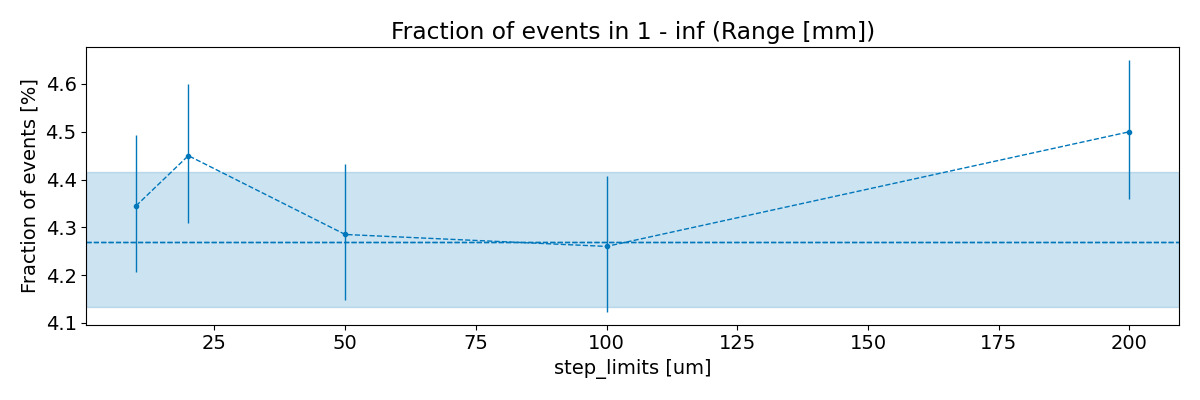 Fraction of events in 1 - inf (Range [mm])
Fraction of events [%]
4.6
4.5
4.4
4.3
4.2
4.1
25 50 75 100 125 150 175 200
step_limits [um]